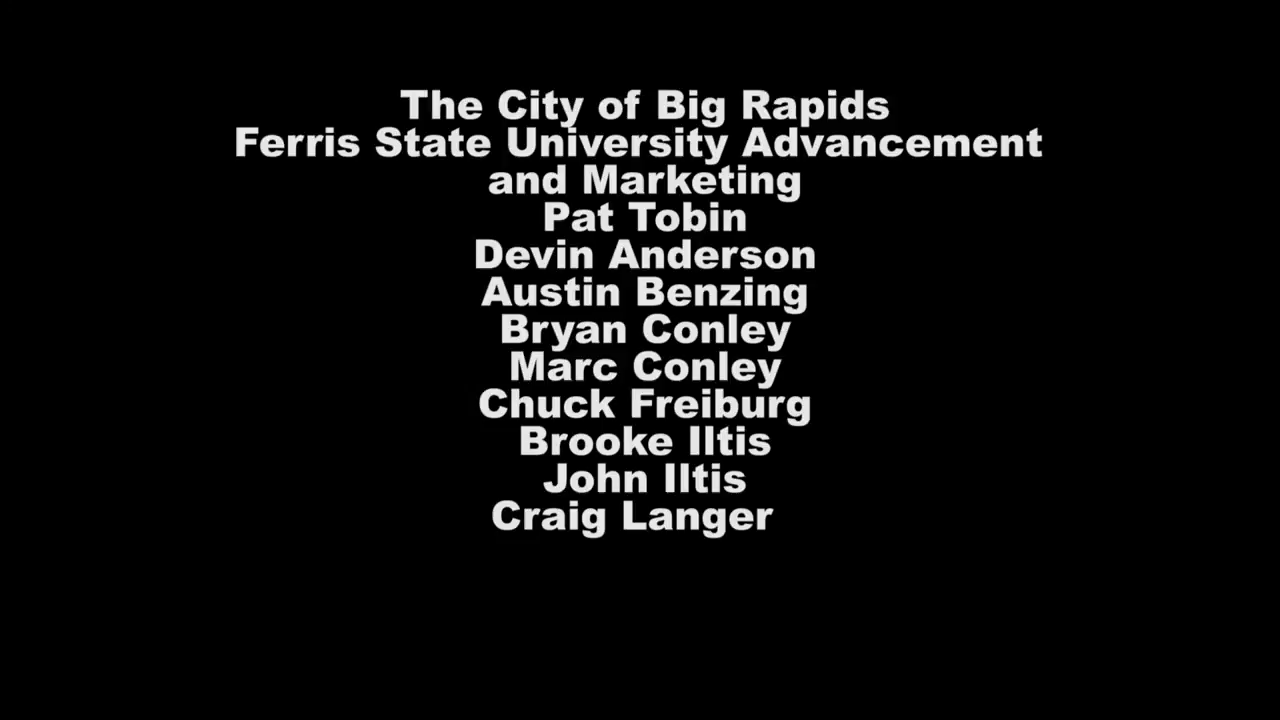 The City of Big Rapids
Ferris State University Advancement
and Marketing
Pat Tobin
Devin Anderson
Austin Benzing
Bryan Conley
Marc Conley
Chuck Freiburg
Brooke Iltis
John Iltis
Craig Langer